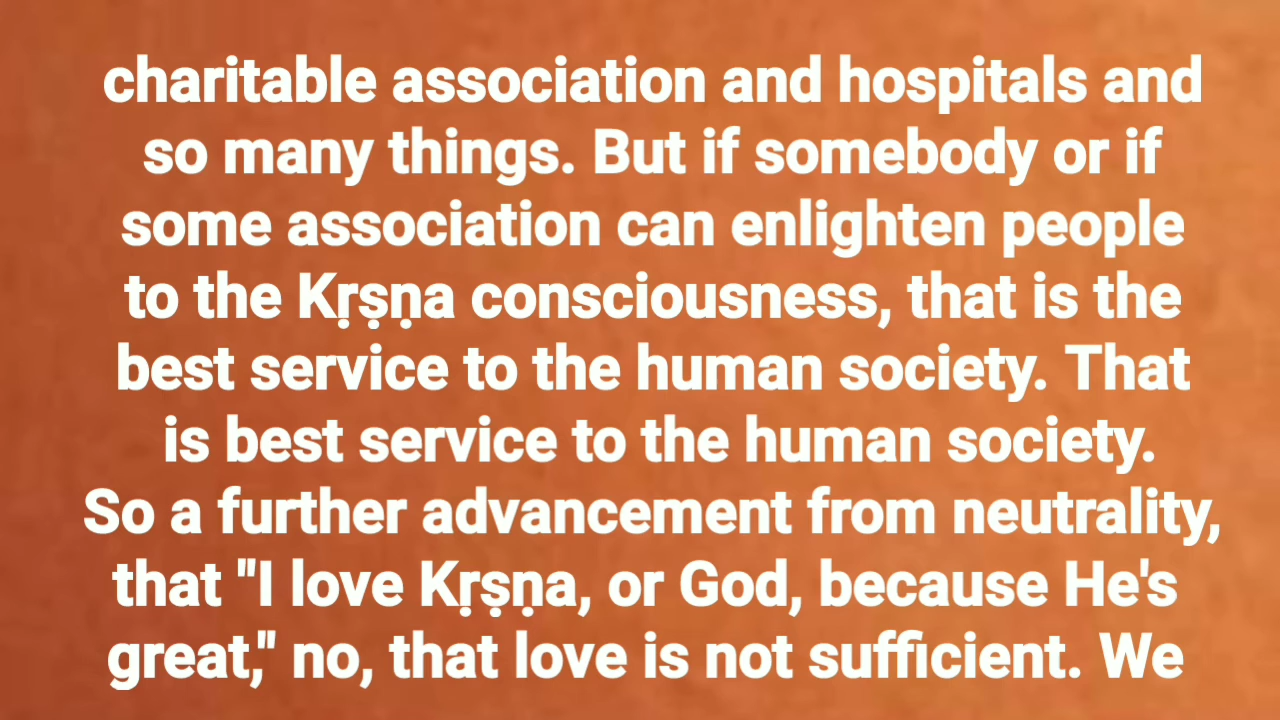 charitable association and hospitals and
so many things. But if somebody or if
some association can enlighten people
to the Kṛṣṇa consciousness, that is the
best service to the human society. That
is best service to the human society.
So a further advancement from neutrality,
that "I love Kṛṣṇa, or God, because He's
great," no, that love is not sufficient. We